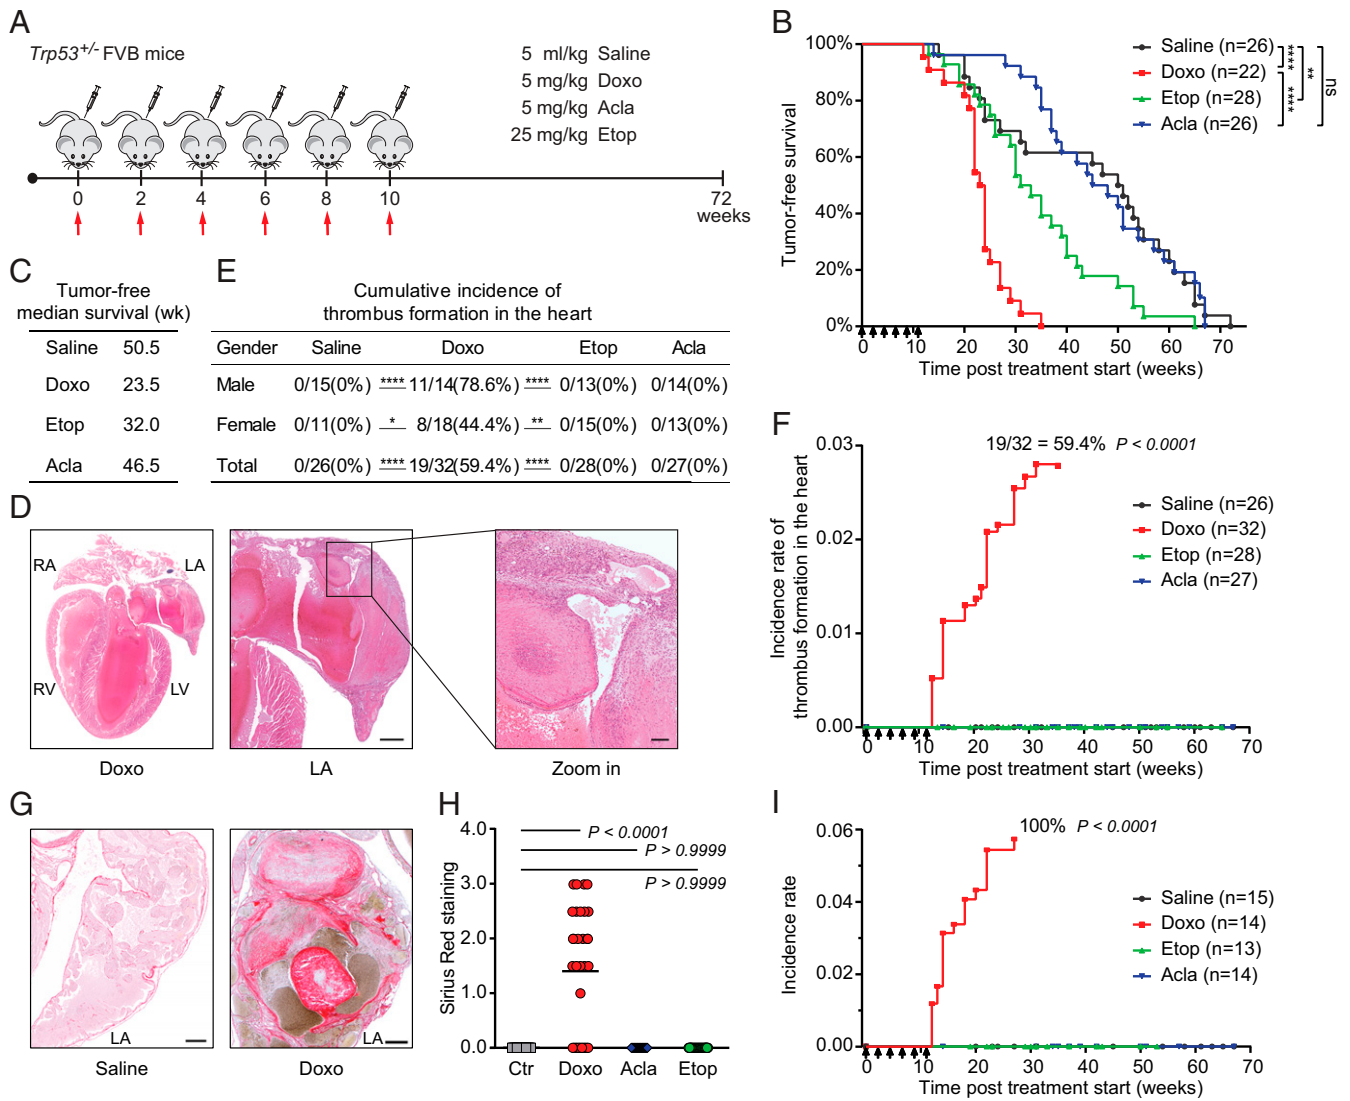 A
Trp53+/- FVB mice
5 ml/kg Saline
5 mg/kg Doxo
5 mg/kg Acla
25 mg/kg Etop
0 2 4 6 8 10 72
weeks
B
Tumor-free survival
100%
80%
60%
40%
20%
0%
0 10 20 30 40 50 60 70
Time post treatment start (weeks)
Saline (n=26)
Doxo (n=22)
Etop (n=28)
Acla (n=26)
****
****
**
ns
C
Tumor-free
median survival (wk)
Saline 50.5
Doxo 23.5
Etop 32.0
Acla 46.5
E
Cumulative incidence of
thrombus formation in the heart
Gender Saline Doxo Etop Acla
Male 0/15(0%) **** 11/14(78.6%) **** 0/13(0%) 0/14(0%)
Female 0/11(0%) * 8/18(44.4%) ** 0/15(0%) 0/13(0%)
Total 0/26(0%) **** 19/32(59.4%) **** 0/28(0%) 0/27(0%)
D
RA
LA
RV
LV
Doxo
LA
Zoom in
F
Incidence rate of
thrombus formation in the heart
0.03
0.02
0.01
0.00
0 10 20 30 40 50 60 70
Time post treatment start (weeks)
19/32 = 59.4% P < 0.0001
Saline (n=26)
Doxo (n=32)
Etop (n=28)
Acla (n=27)
G
LA
Saline
LA
Doxo
H
Sirius Red staining
4.0
3.0
2.0
1.0
0.0
P < 0.0001
P > 0.9999
P > 0.9999
Ctr Doxo Acla Etop
I
Incidence rate
0.06
0.04
0.02
0.00
0 10 20 30 40 50 60 70
Time post treatment start (weeks)
100% P < 0.0001
Saline (n=15)
Doxo (n=14)
Etop (n=13)
Acla (n=14)